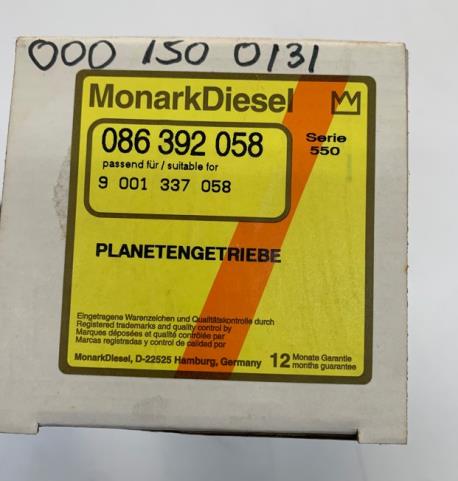 000 150 0131
MonarkDiesel
086 392 058
Serie
550
passend für / suitable for
9 001 337 058
PLANETENGETRIEBE
Eingetragene Warenzeichen und Qualitätskontrolle durch
Registered trademarks and quality control by
Marques déposées et qualité contrôlée par
Marcas registradas y control de calidad por
MonarkDiesel, D-22525 Hamburg, Germany
12 Monate Garantie
months guarantee